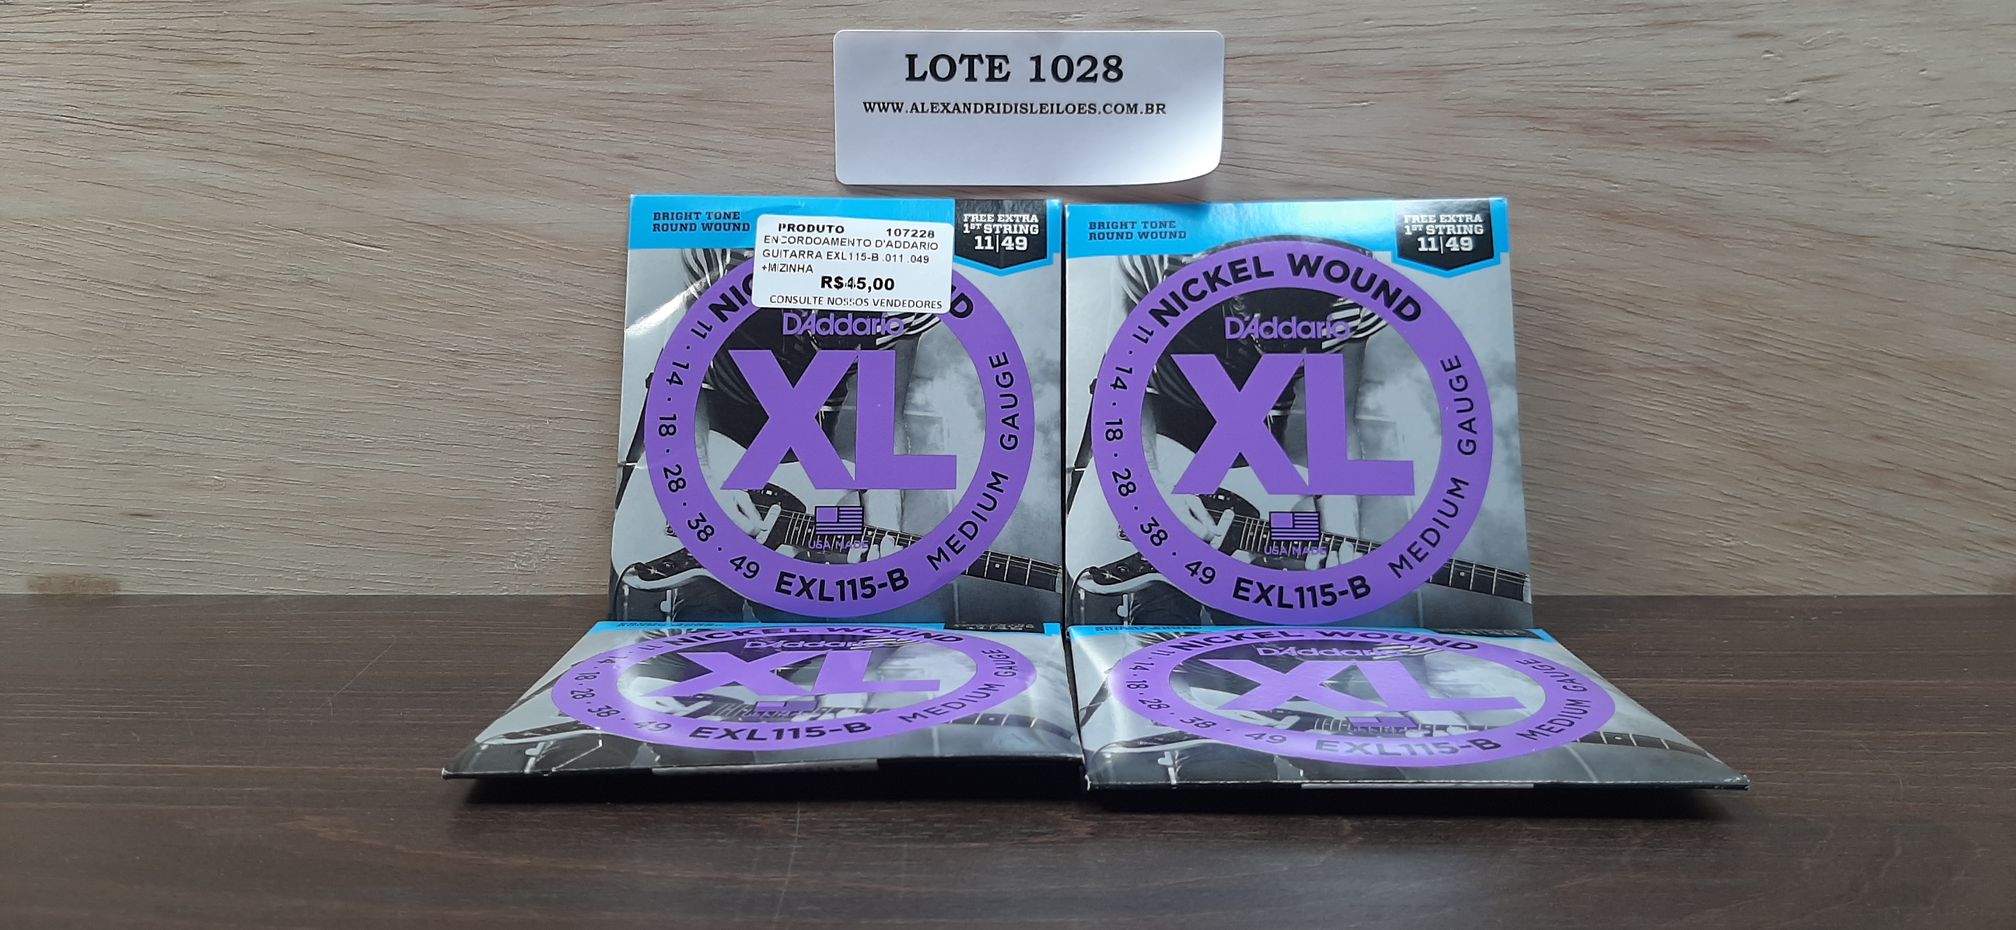 LOTE 1028
WWW.ALEXANDRIDISLEILOES.COM.BR
BRIGHT TONE
ROUND WOUND
PRODUTO 107228
ENCORDOAMENTO D'ADDARIO
GUITARRA EXL115-B .011 .049
+MIZINHA
R$45,00
CONSULTE NOSSOS VENDEDORES
FREE EXTRA
1ST STRING
11|49
D'Addario
XL
USA MADE
11 · 14 · 18 · 28 · 38 · 49
EXL115-B
MEDIUM GAUGE
BRIGHT TONE
ROUND WOUND
FREE EXTRA
1ST STRING
11|49
NICKEL WOUND
D'Addario
XL
USA MADE
11 · 14 · 18 · 28 · 38 · 49
EXL115-B
MEDIUM GAUGE
NICKEL WOUND
D'Addario
XL
11 · 14 · 18 · 28 · 38 · 49
EXL115-B
MEDIUM GAUGE
NICKEL WOUND
D'Addario
XL
11 · 14 · 18 · 28 · 38 · 49
EXL115-B
MEDIUM GAUGE